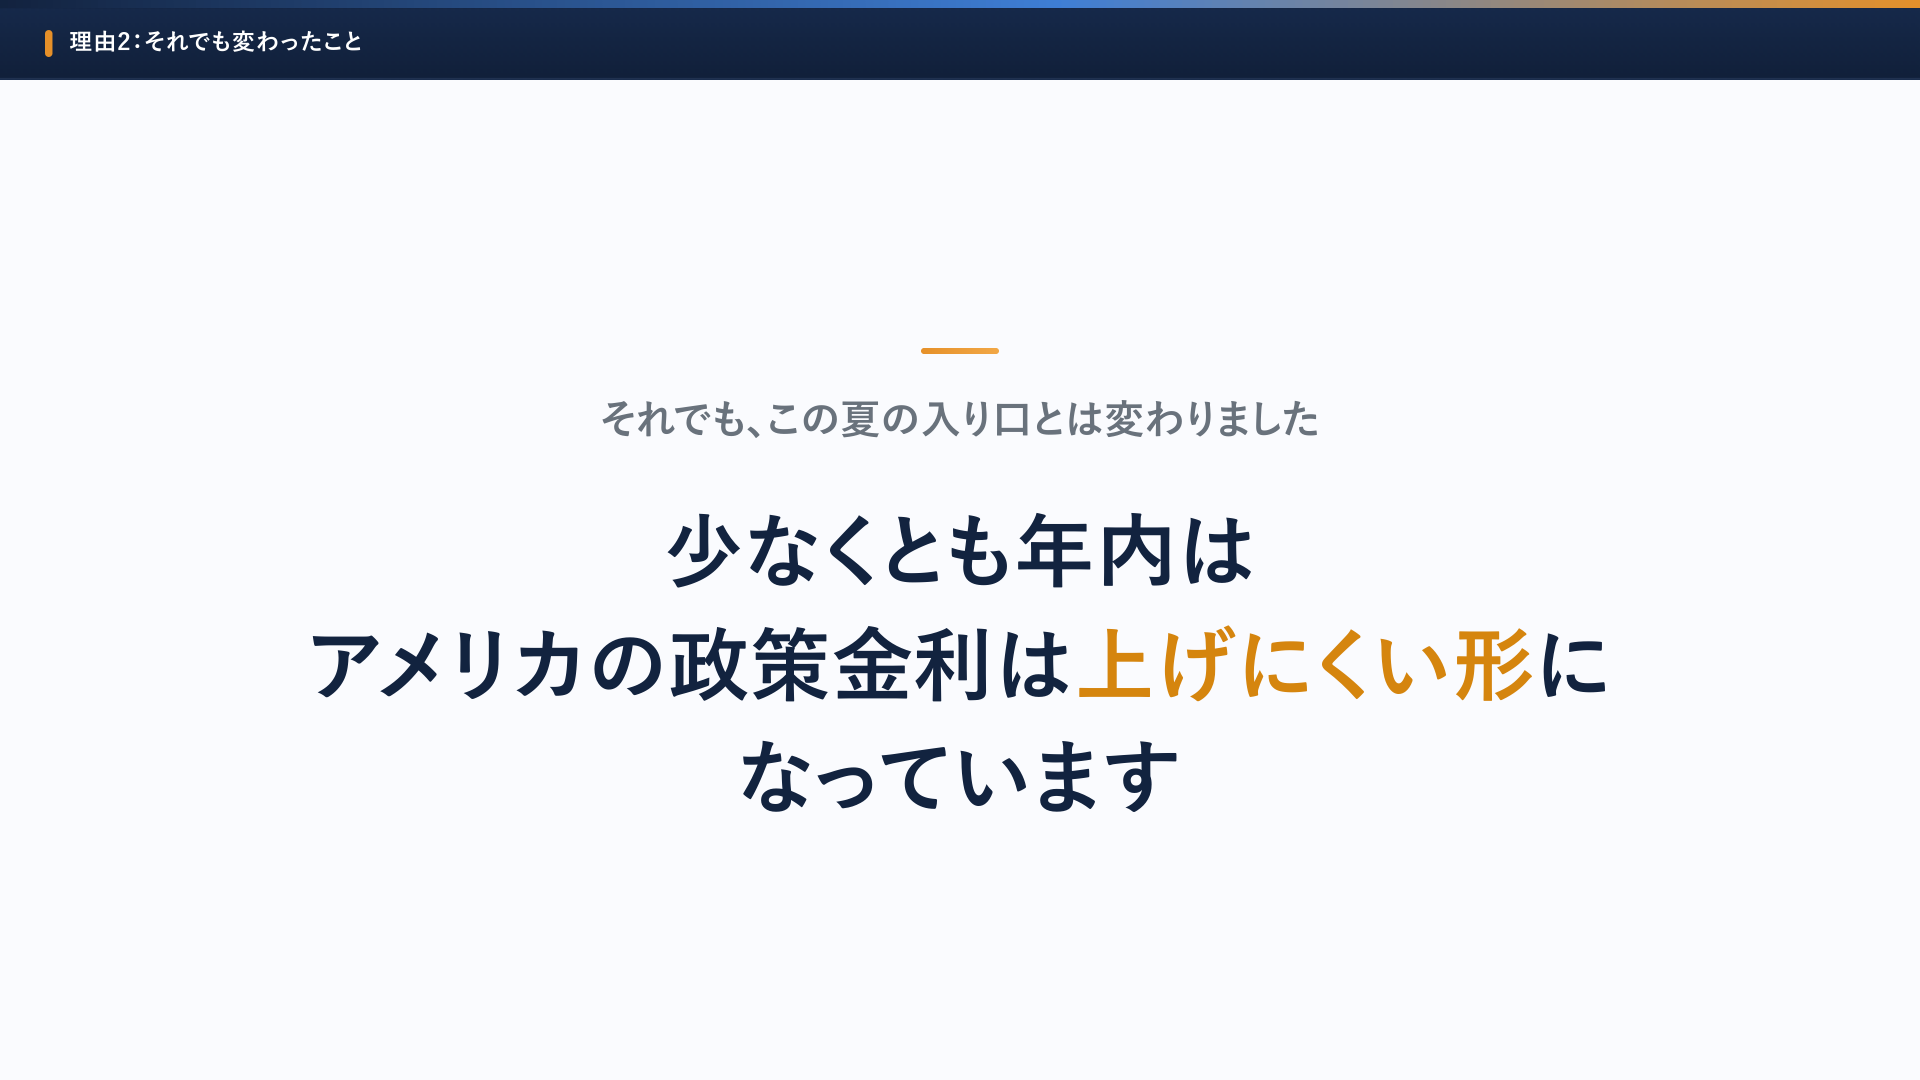 理由2：それでも変わったこと
それでも、この夏の入り口とは変わりました
少なくとも年内は
アメリカの政策金利は上げにくい形に
なっています